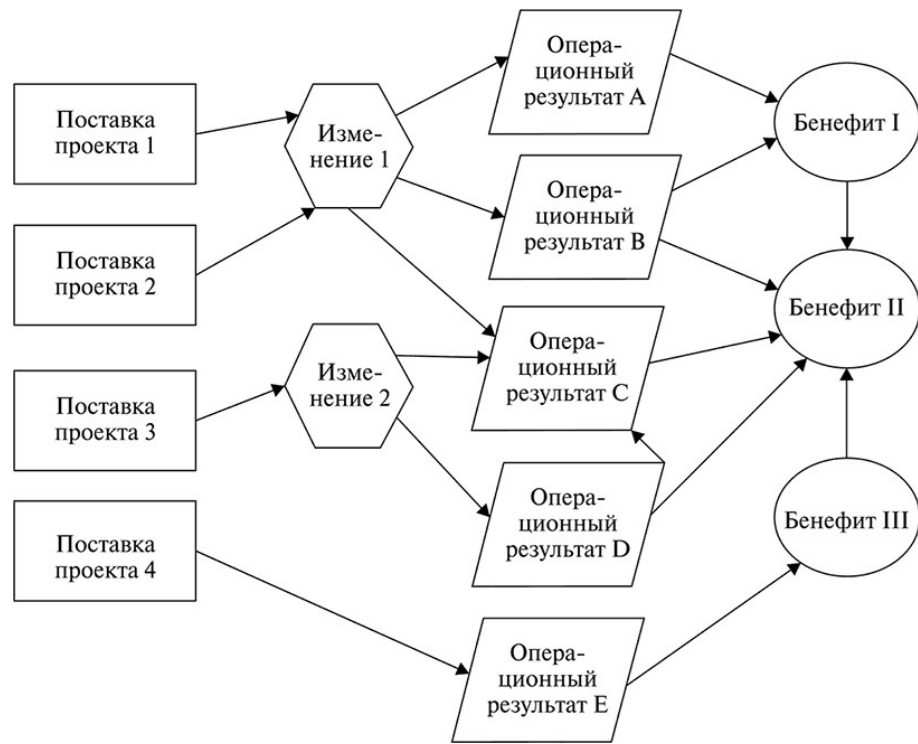 Поставка
проекта 1
Поставка
проекта 2
Поставка
проекта 3
Поставка
проекта 4
Изме-
нение 1
Изме-
нение 2
Опера-
ционный
результат A
Опера-
ционный
результат B
Опера-
ционный
результат C
Опера-
ционный
результат D
Опера-
ционный
результат E
Бенефит I
Бенефит II
Бенефит III